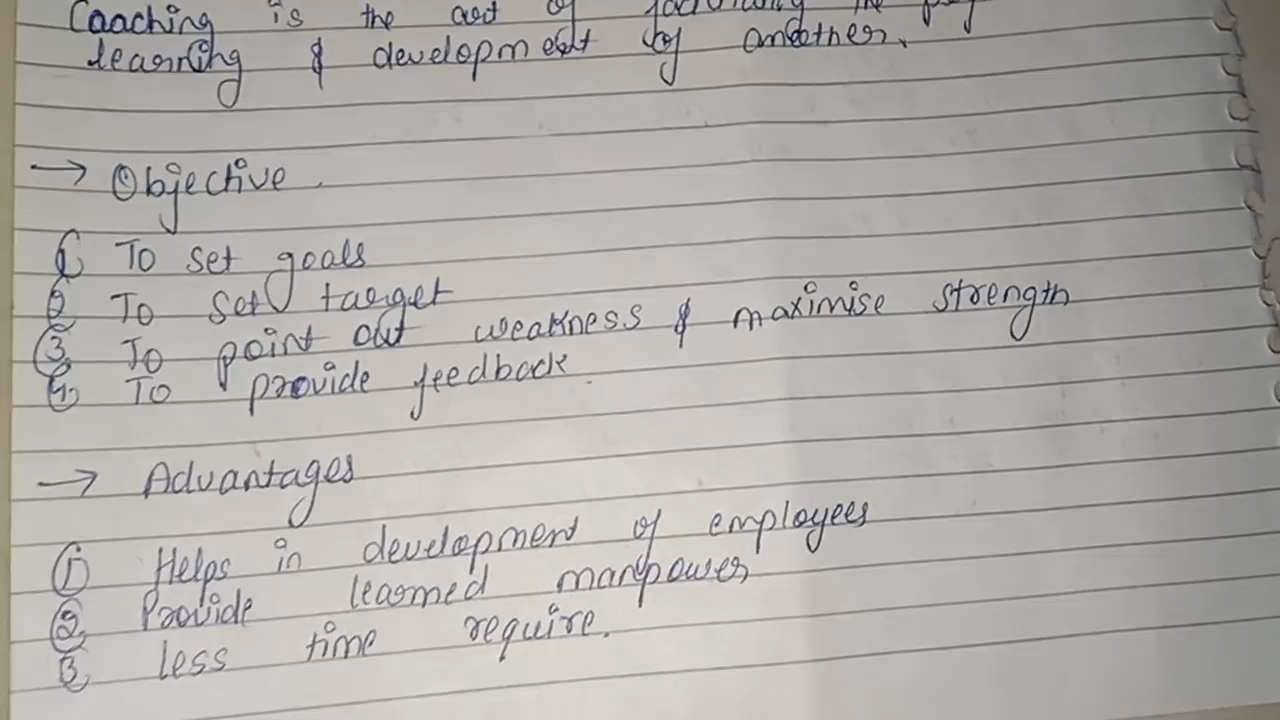 Coaching is the act of the
learning & development of another.
→ Objective.
1. To set goals
2. To set target
3. To point out weakness & maximise strength
4. To provide feedback.
→ Advantages
① Helps in development of employees
②. Provide learned manpower
3. less time require.